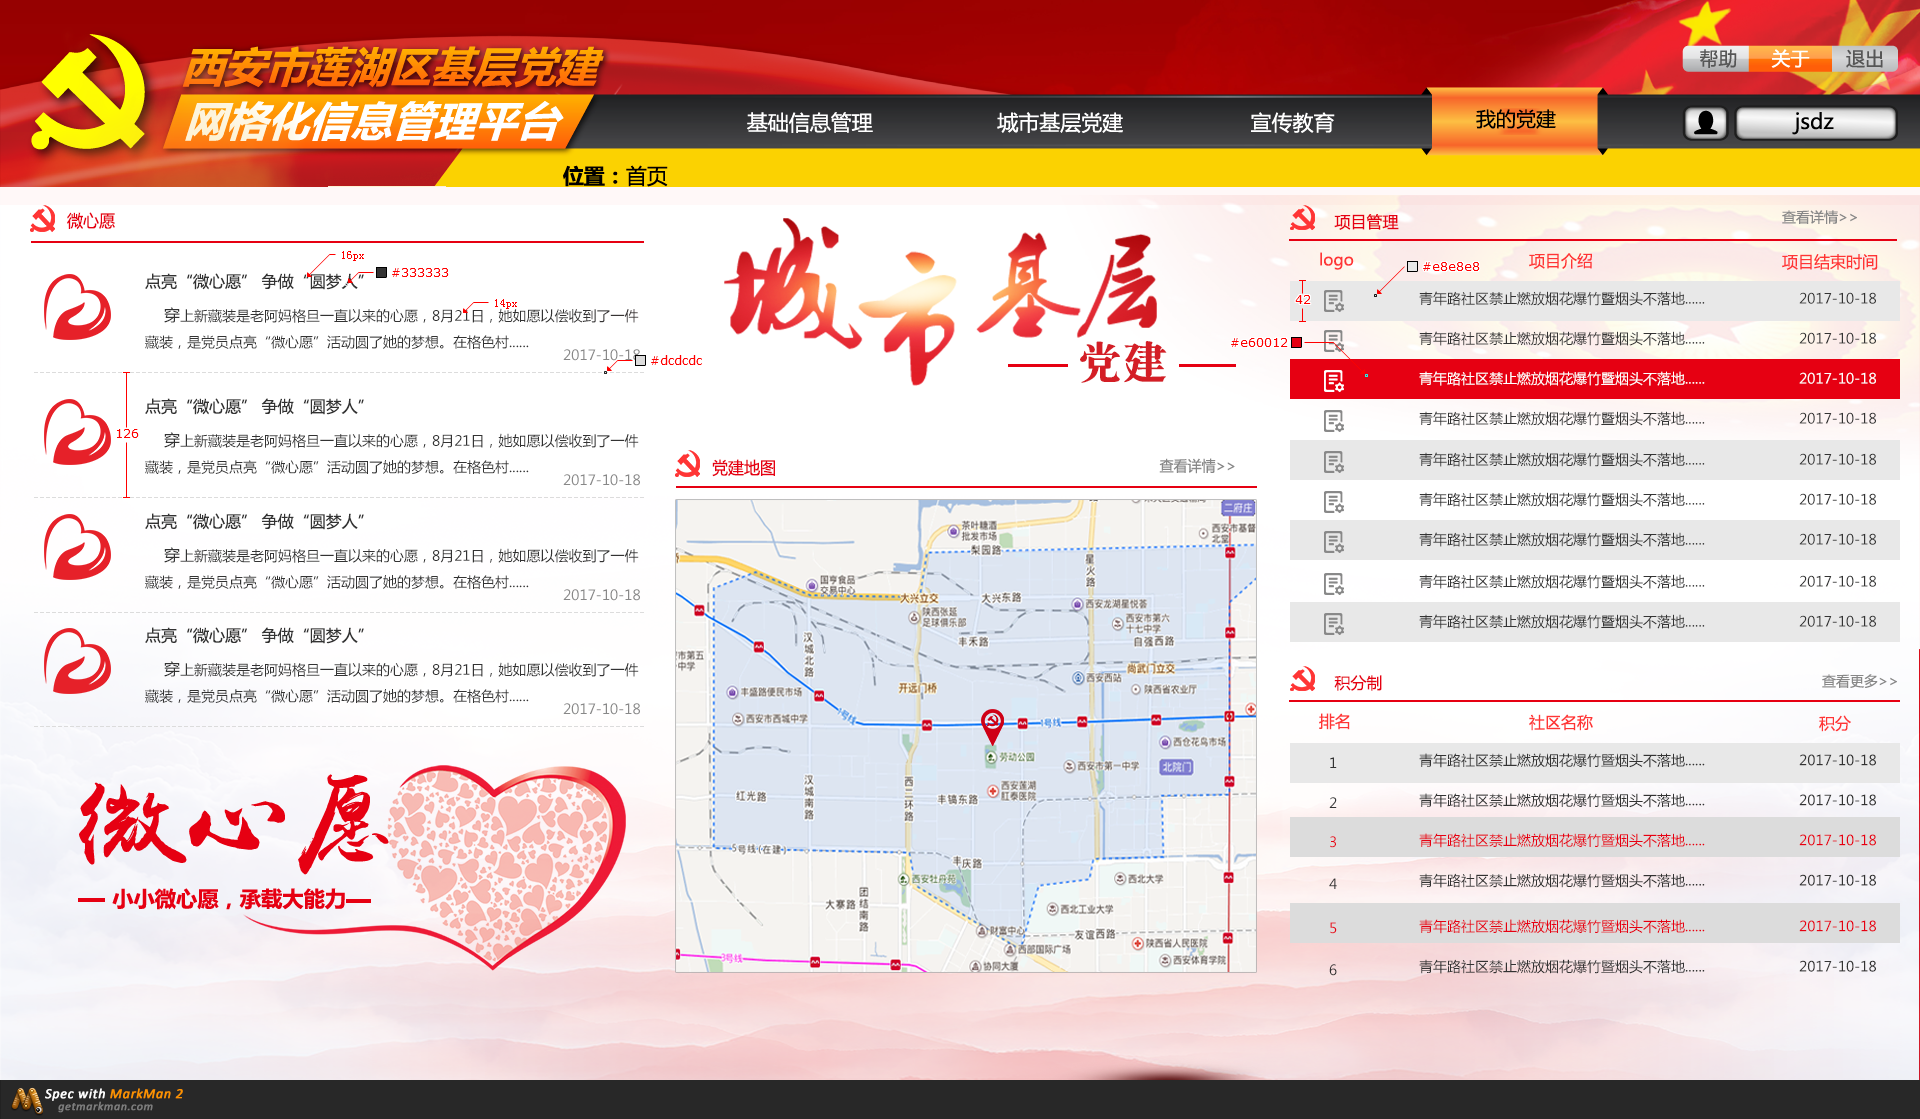 西安市莲湖区基层党建
网格化信息管理平台
帮助 关于 退出
基础信息管理 城市基层党建 宣传教育 我的党建 jsdz
位置：首页
微心愿
16px
#333333
点亮“微心愿” 争做“圆梦人”
14px
穿上新藏装是老阿妈格旦一直以来的心愿，8月21日，她如愿以偿收到了一件
藏装，是党员点亮“微心愿”活动圆了她的梦想。在格色村......
2017-10-18
#dcdcdc
126
点亮“微心愿” 争做“圆梦人”
穿上新藏装是老阿妈格旦一直以来的心愿，8月21日，她如愿以偿收到了一件
藏装，是党员点亮“微心愿”活动圆了她的梦想。在格色村......
2017-10-18
点亮“微心愿” 争做“圆梦人”
穿上新藏装是老阿妈格旦一直以来的心愿，8月21日，她如愿以偿收到了一件
藏装，是党员点亮“微心愿”活动圆了她的梦想。在格色村......
2017-10-18
点亮“微心愿” 争做“圆梦人”
穿上新藏装是老阿妈格旦一直以来的心愿，8月21日，她如愿以偿收到了一件
藏装，是党员点亮“微心愿”活动圆了她的梦想。在格色村......
2017-10-18
微心愿
小小微心愿，承载大能力
城市基层
党建
党建地图 查看详情>>
二府庄
茶叶糖酒
批发市场
西安市基督
北堂
梨园路
星火路
国亨食品
交易中心
大兴立交
大兴东路
西安龙湖星悦荟
陕西张延
足球俱乐部
西安市第六
十七中学
汉城北路
丰禾路
自强西路
市第五
中学
尚武门立交
西安西站
开远门桥
陕西省农业厅
丰盛路便民市场
西安市西城中学
1号线
1号线
西仓花鸟市场
劳动公园
西安市第一中学
北院门
汉城南路
西二环路
西安莲湖
红泰医院
红光路
丰镐东路
5号线(在建)
丰庆路
西安牡丹苑
西北大学
团结南路
大寨路
西北工业大学
财富中心
友谊西路
西部国际广场
陕西省人民医院
3号线
协同大厦
西安体育学院
项目管理 查看详情>>
logo 项目介绍 项目结束时间
#e8e8e8
42
#e60012
青年路社区禁止燃放烟花爆竹暨烟头不落地...... 2017-10-18
青年路社区禁止燃放烟花爆竹暨烟头不落地...... 2017-10-18
青年路社区禁止燃放烟花爆竹暨烟头不落地...... 2017-10-18
青年路社区禁止燃放烟花爆竹暨烟头不落地...... 2017-10-18
青年路社区禁止燃放烟花爆竹暨烟头不落地...... 2017-10-18
青年路社区禁止燃放烟花爆竹暨烟头不落地...... 2017-10-18
青年路社区禁止燃放烟花爆竹暨烟头不落地...... 2017-10-18
青年路社区禁止燃放烟花爆竹暨烟头不落地...... 2017-10-18
青年路社区禁止燃放烟花爆竹暨烟头不落地...... 2017-10-18
积分制 查看更多>>
排名 社区名称 积分
1 青年路社区禁止燃放烟花爆竹暨烟头不落地...... 2017-10-18
2 青年路社区禁止燃放烟花爆竹暨烟头不落地...... 2017-10-18
3 青年路社区禁止燃放烟花爆竹暨烟头不落地...... 2017-10-18
4 青年路社区禁止燃放烟花爆竹暨烟头不落地...... 2017-10-18
5 青年路社区禁止燃放烟花爆竹暨烟头不落地...... 2017-10-18
6 青年路社区禁止燃放烟花爆竹暨烟头不落地...... 2017-10-18
Spec with MarkMan 2
getmarkman.com